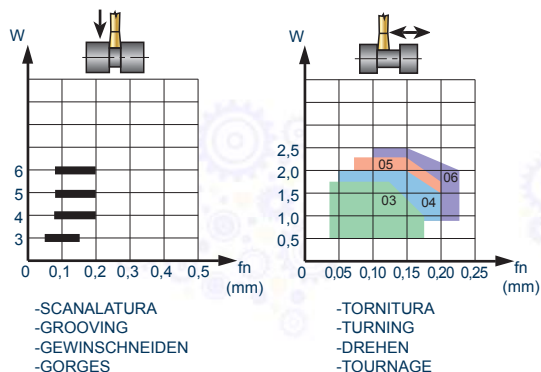 W
6
5
4
3
0 0,1 0,2 0,3 0,4 0,5 fn
(mm)
-SCANALATURA
-GROOVING
-GEWINSCHNEIDEN
-GORGES
W
2,5
2,0
1,5
1,0
0,5
05
06
03
04
0 0,05 0,10 0,15 0,20 0,25 fn
(mm)
-TORNITURA
-TURNING
-DREHEN
-TOURNAGE